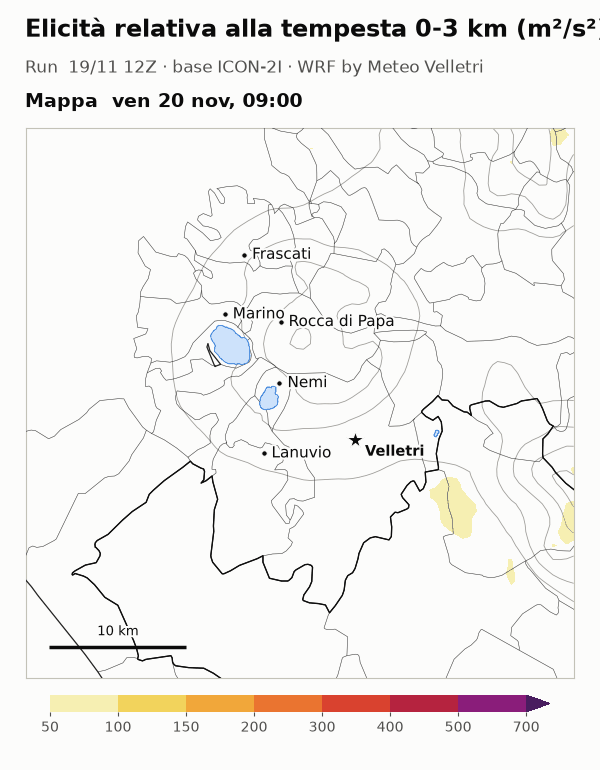 Elicità relativa alla tempesta 0-3 km (m²/s²)
Run 19/11 12Z · base ICON-2I · WRF by Meteo Velletri
Mappa ven 20 nov, 09:00
Frascati
Marino
Rocca di Papa
Nemi
Velletri
Lanuvio
10 km
50 100 150 200 300 400 500 700